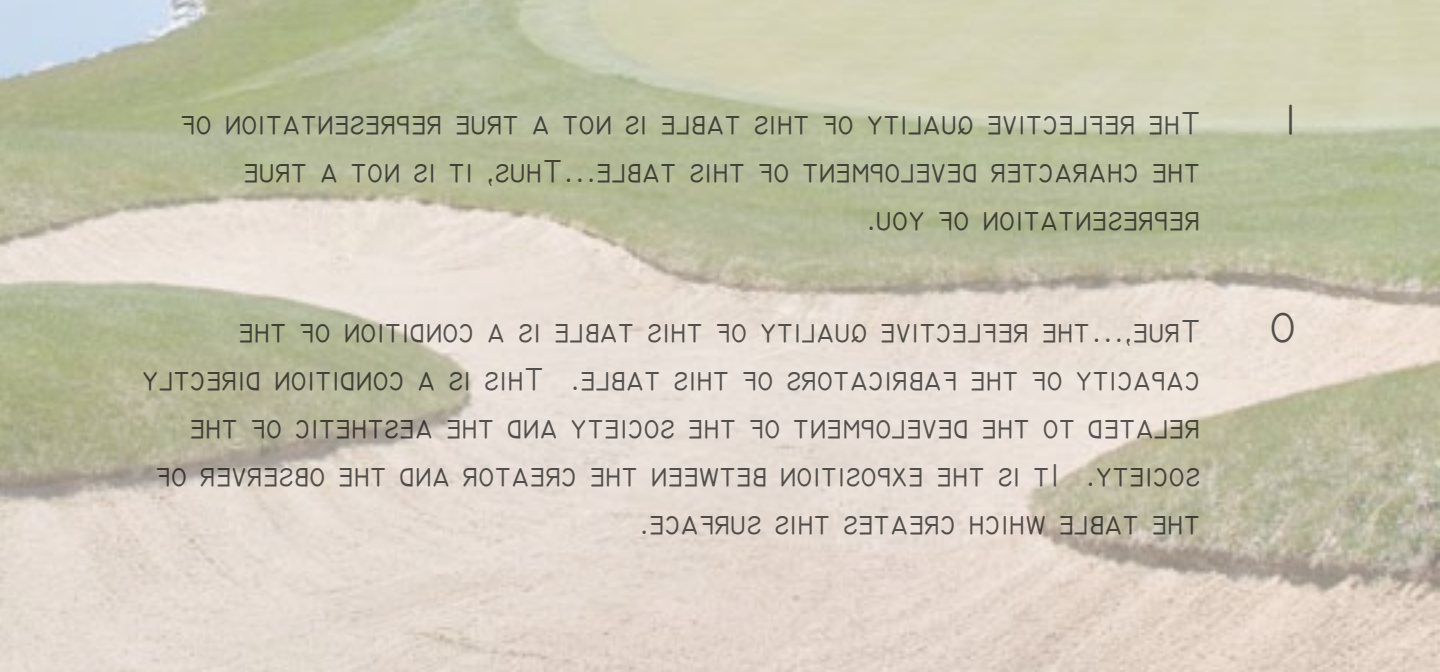 I The reflective quality of this table is not a true representation of
the character development of this table...Thus, it is not a true
representation of you.
O True,...the reflective quality of this table is a condition of the
capacity of the fabricators of this table. This is a condition directly
related to the development of the society and the aesthetic of the
society. It is the exposition between the creator and the observer of
the table which creates this surface.